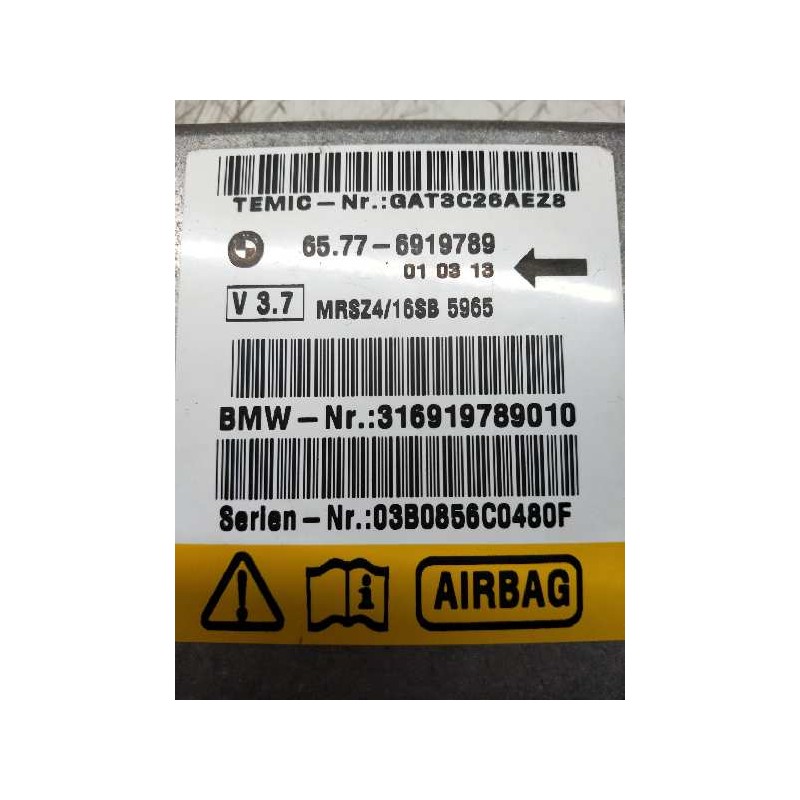 TEMIC-Nr.:GAT3C26AEZ8
65.77-6919789
01 03 13
V 3.7 MRSZ4/16SB 5965
BMW-Nr.:316919789010
Serien-Nr.:03B0856C0480F
i AIRBAG